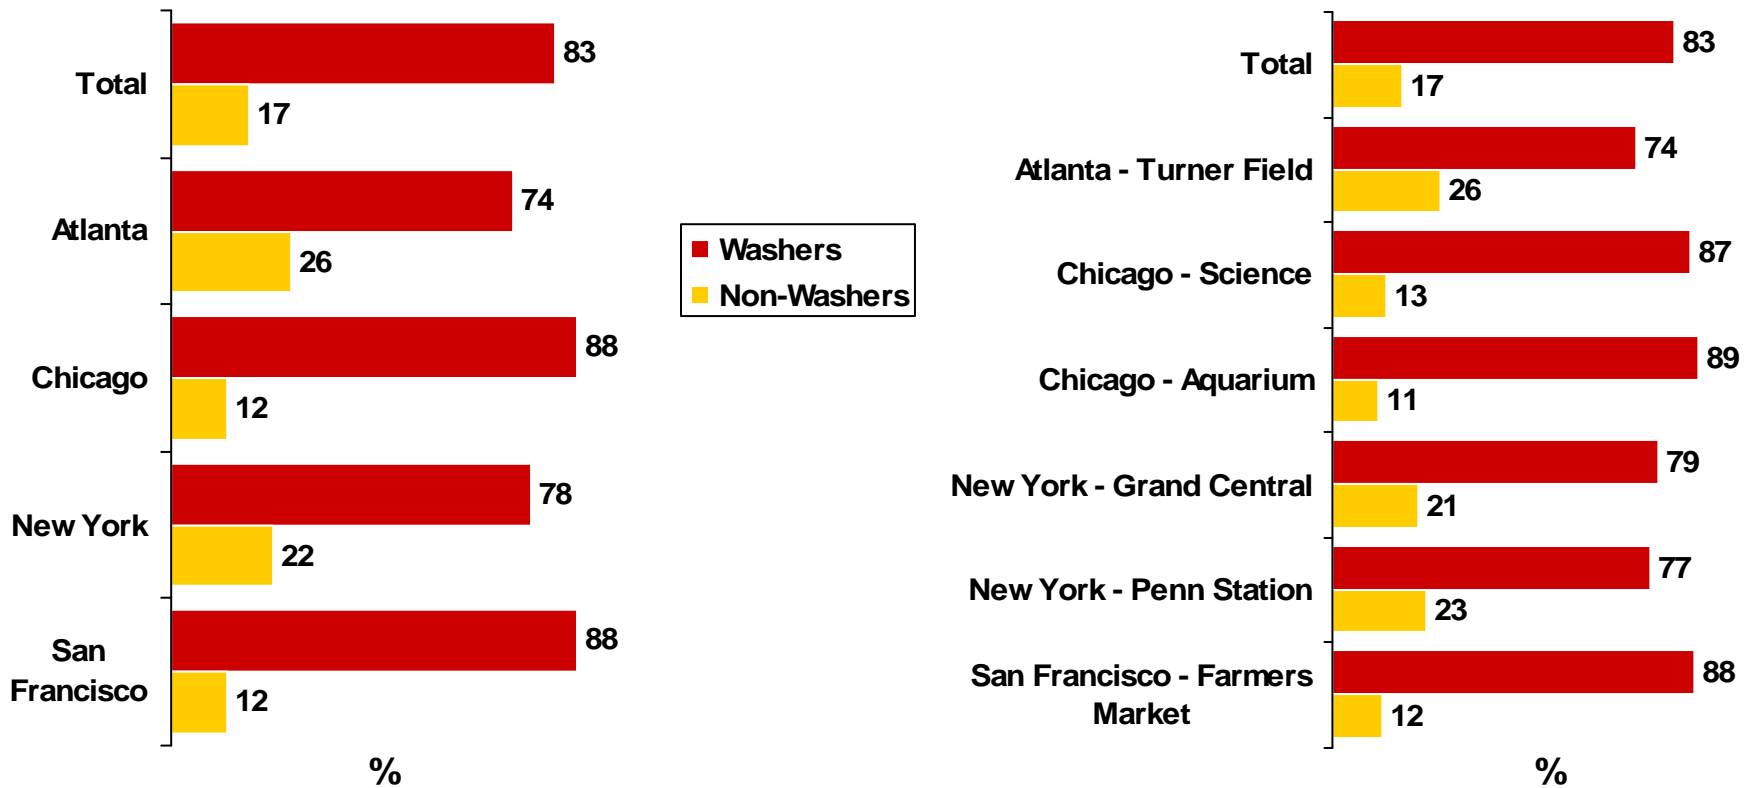 Total
83
17
Atlanta
74
26
Chicago
88
12
New York
78
22
San
Francisco
88
12
%
Washers
Non-Washers
Total
83
17
Atlanta - Turner Field
74
26
Chicago - Science
87
13
Chicago - Aquarium
89
11
New York - Grand Central
79
21
New York - Penn Station
77
23
San Francisco - Farmers
Market
88
12
%